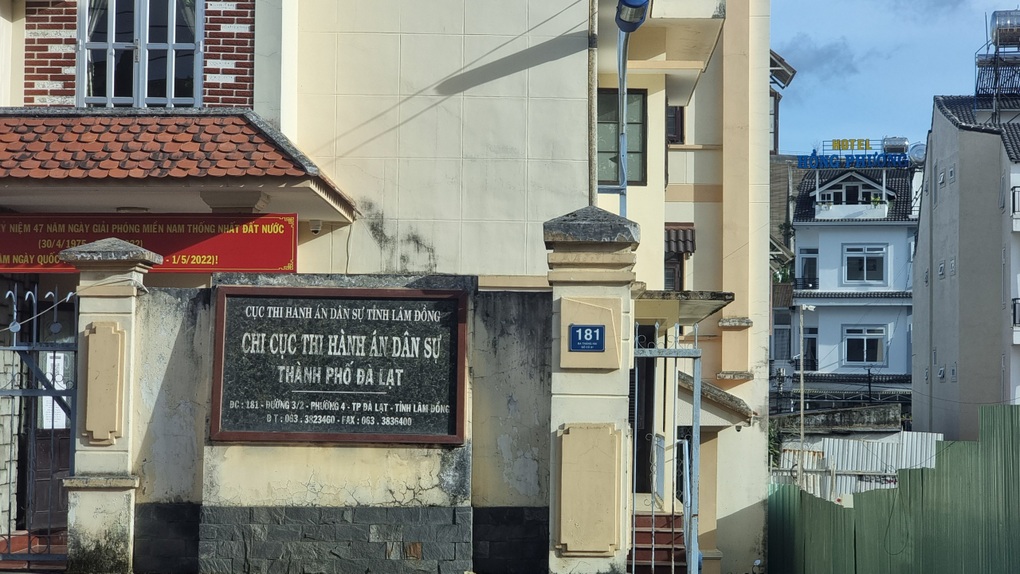 Ỷ NIỆM 47 NĂM NGÀY GIẢI PHÓNG MIỀN NAM THỐNG NHẤT ĐẤT NƯỚC
(30/4/1975
ĂM NGÀY QUỐC
- 1/5/2022)!
CỤC THI HÀNH ÁN DÂN SỰ TỈNH LÂM ĐỒNG
CHI CỤC THI HÀNH ÁN DÂN SỰ
THÀNH PHỐ ĐÀ LẠT
ĐC : 181 - ĐƯỜNG 3/2 - PHƯỜNG 4 - TP ĐÀ LẠT - TỈNH LÂM ĐỒNG
ĐT : 063 . 3823460 - FAX : 063 . 3836400
181
HOTEL